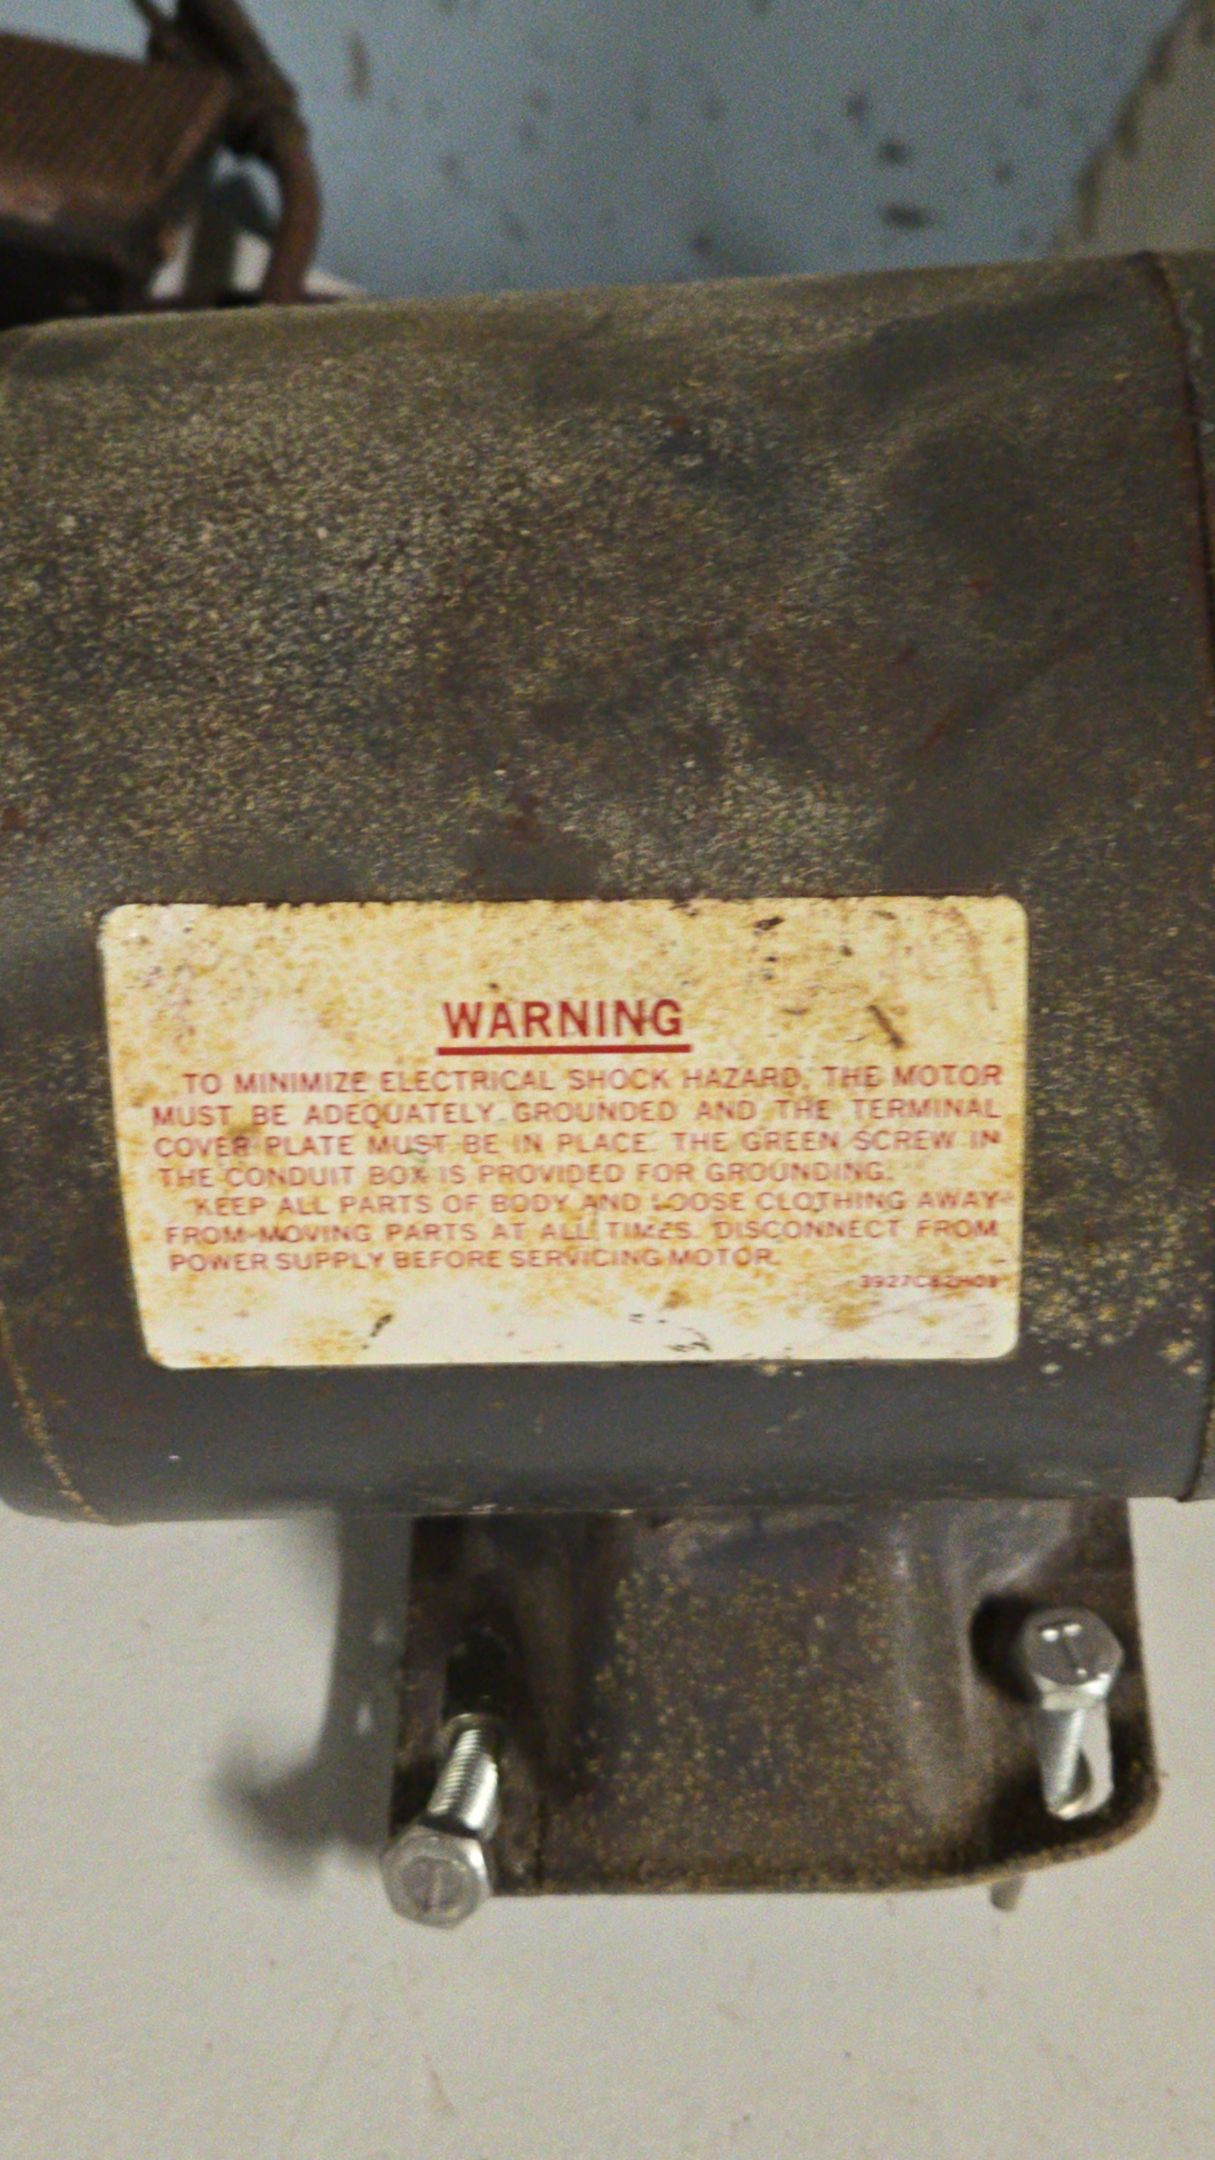 WARNING
TO MINIMIZE ELECTRICAL SHOCK HAZARD, THE MOTOR
MUST BE ADEQUATELY GROUNDED AND THE TERMINAL
COVER PLATE MUST BE IN PLACE. THE GREEN SCREW IN
THE CONDUIT BOX IS PROVIDED FOR GROUNDING.
KEEP ALL PARTS OF BODY AND LOOSE CLOTHING AWAY
FROM MOVING PARTS AT ALL TIMES. DISCONNECT FROM
POWER SUPPLY BEFORE SERVICING MOTOR.